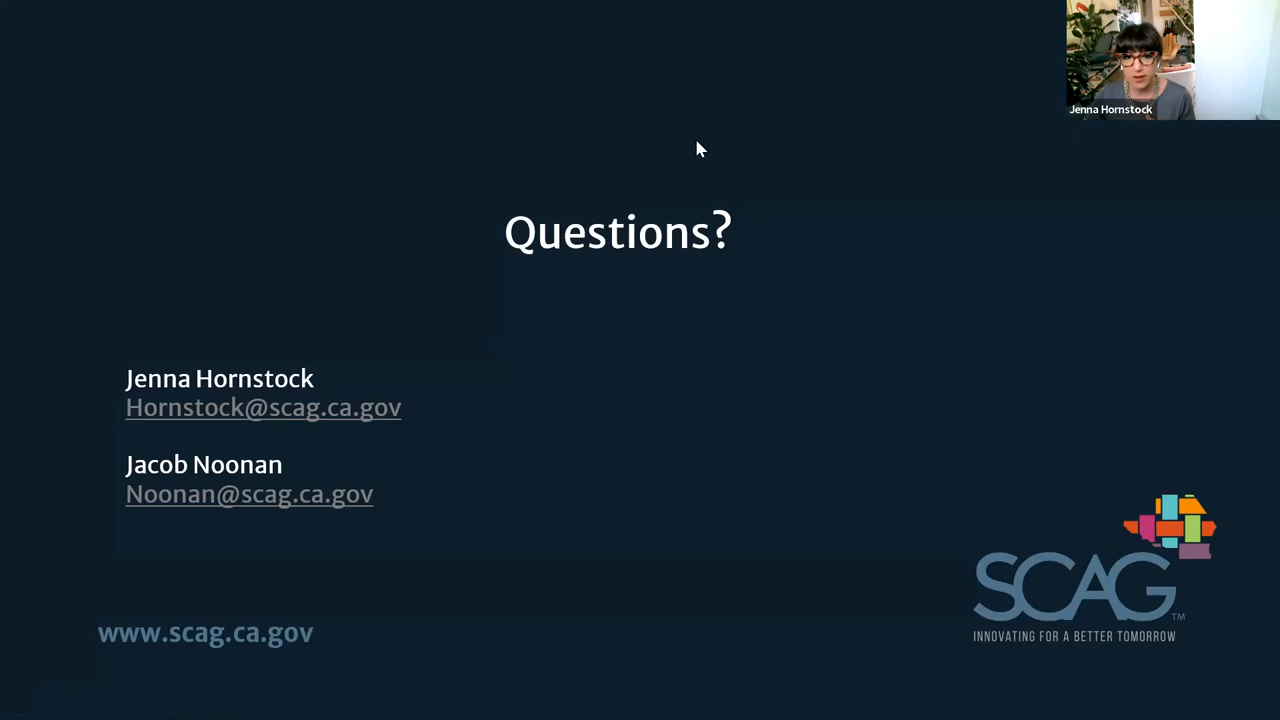 Jenna Hornstock
Questions?
Jenna Hornstock
Hornstock@scag.ca.gov
Jacob Noonan
Noonan@scag.ca.gov
www.scag.ca.gov
SCAG™
INNOVATING FOR A BETTER TOMORROW